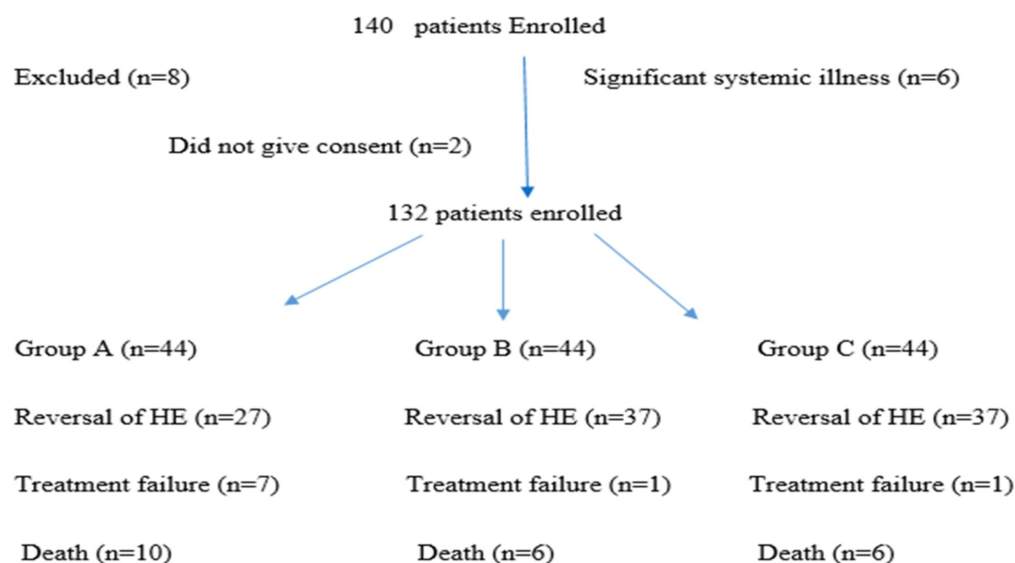 140 patients Enrolled
Excluded (n=8)
Significant systemic illness (n=6)
Did not give consent (n=2)
132 patients enrolled
Group A (n=44)
Group B (n=44)
Group C (n=44)
Reversal of HE (n=27)
Reversal of HE (n=37)
Reversal of HE (n=37)
Treatment failure (n=7)
Treatment failure (n=1)
Treatment failure (n=1)
Death (n=10)
Death (n=6)
Death (n=6)